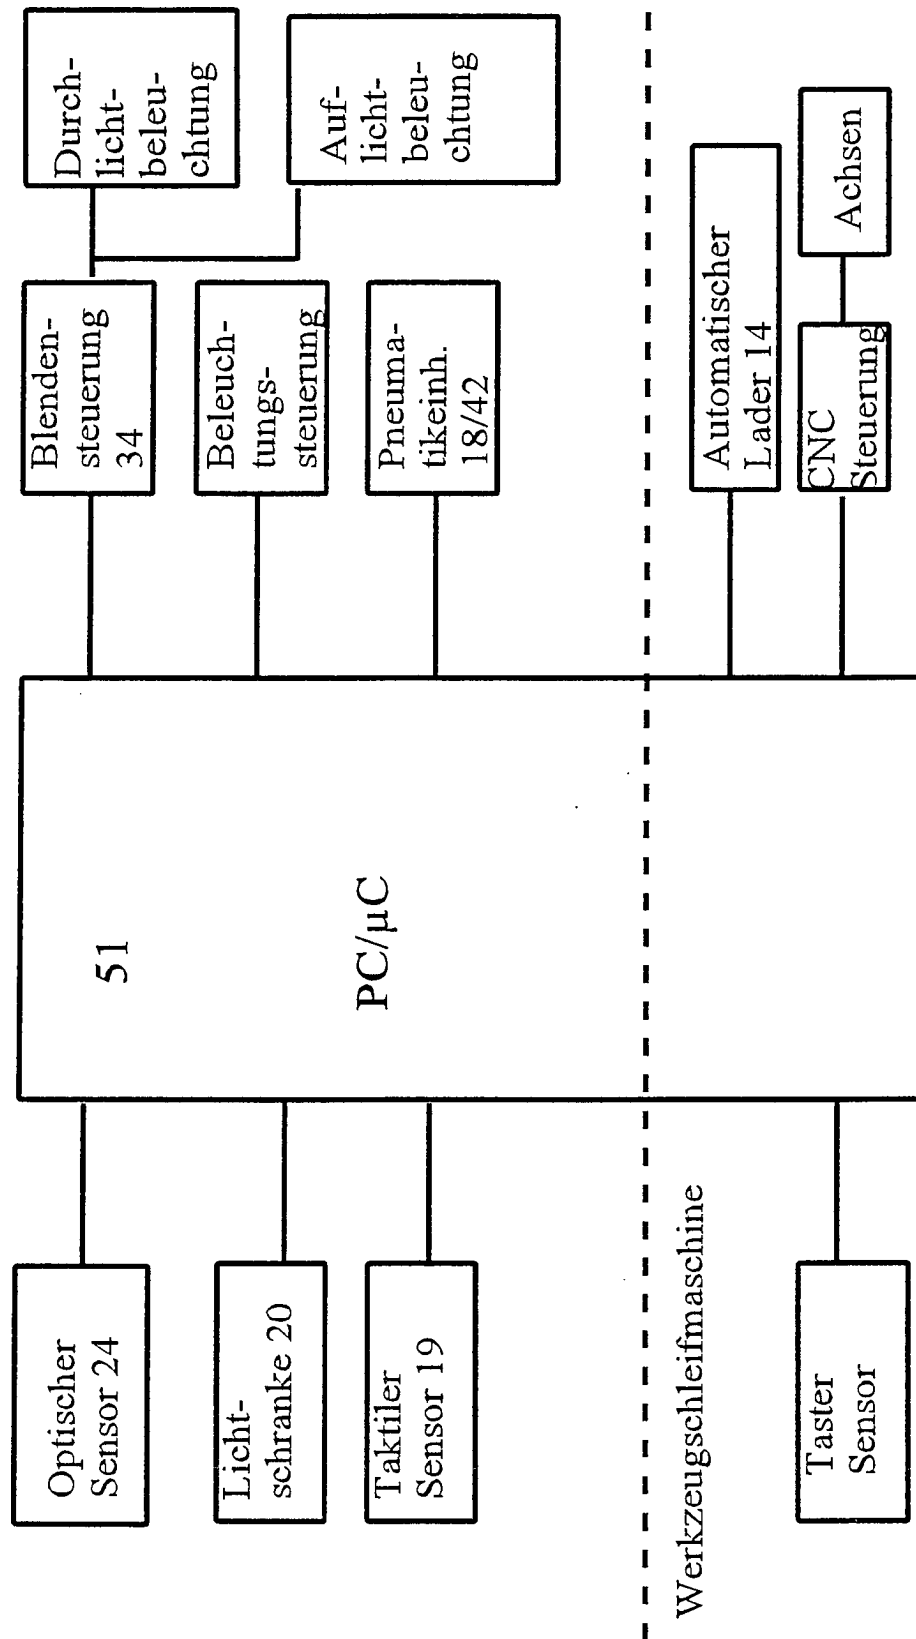 Optischer
Sensor 24
Licht-
schranke 20
Taktiler
Sensor 19
Werkzeugschleifmaschine
Taster
Sensor
51
PC/µC
Blenden-
steuerung
34
Beleuch-
tungs-
steuerung
Pneuma-
tikeinh.
18/42
Automatischer
Lader 14
CNC
Steuerung
Durch-
licht-
beleu-
chtung
Auf-
licht-
beleu-
chtung
Achsen